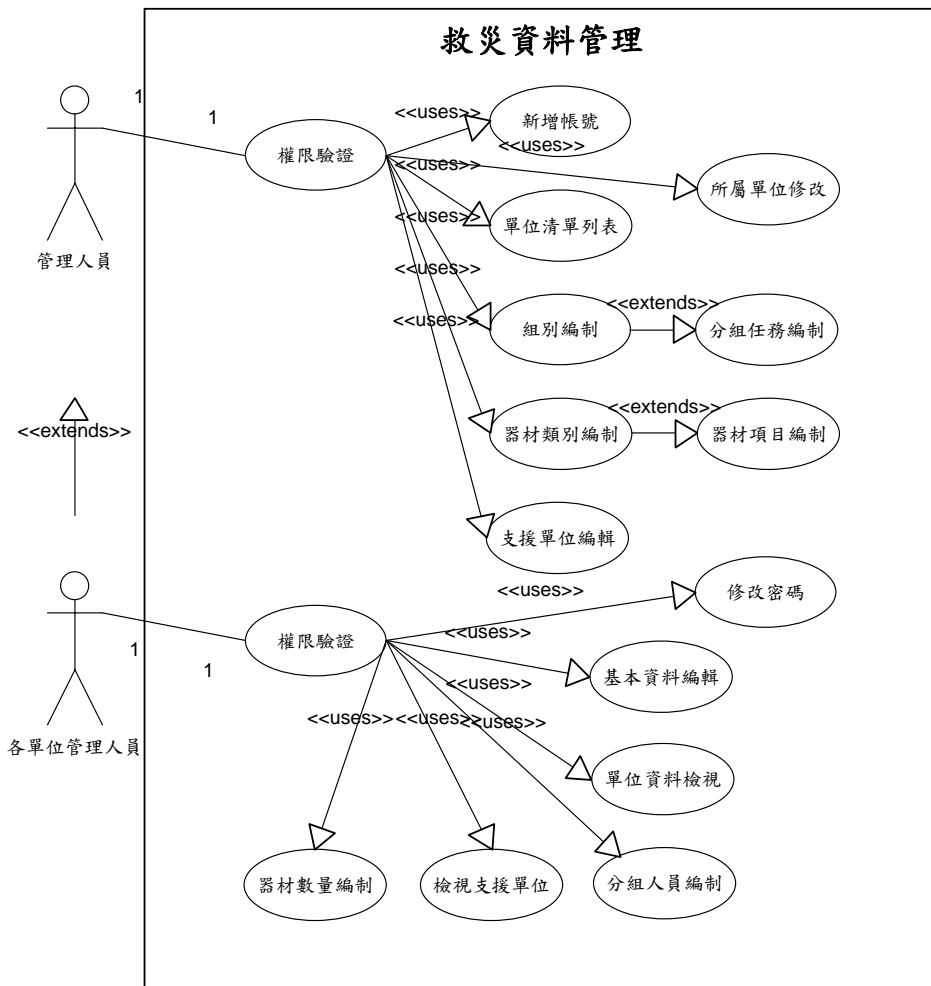 救災資料管理
1
1
<<uses>>
新增帳號
<<uses>>
權限驗證
<<uses>>
所屬單位修改
管理人員
<<uses>>
單位清單列表
<<uses>>
<<extends>>
組別編制
分組任務編制
<<uses>>
<<extends>>
<<extends>>
器材類別編制
器材項目編制
支援單位編輯
<<uses>>
修改密碼
權限驗證
<<uses>>
1
1
基本資料編輯
<<uses>>
各單位管理人員
<<uses>>
<<uses>>
<<uses>>
單位資料檢視
器材數量編制
檢視支援單位
分組人員編制